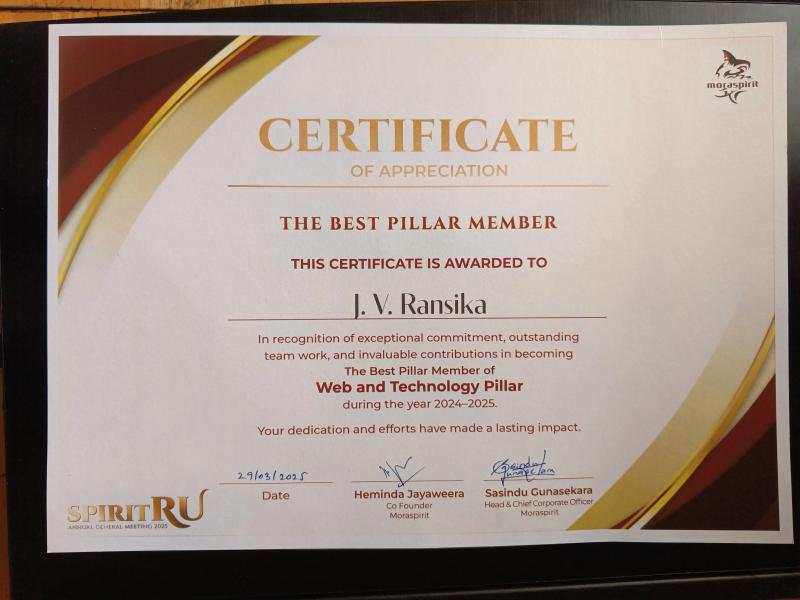 moraspirit
CERTIFICATE
OF APPRECIATION
THE BEST PILLAR MEMBER
THIS CERTIFICATE IS AWARDED TO
J. V. Ransika
In recognition of exceptional commitment, outstanding
team work, and invaluable contributions in becoming
The Best Pillar Member of
Web and Technology Pillar
during the year 2024–2025.
Your dedication and efforts have made a lasting impact.
29/03/2025
Date
Heminda Jayaweera
Co Founder
Moraspirit
Sasindu Gunasekara
Head & Chief Corporate Officer
Moraspirit
SPIRITRU
ANNUAL GENERAL MEETING 2025